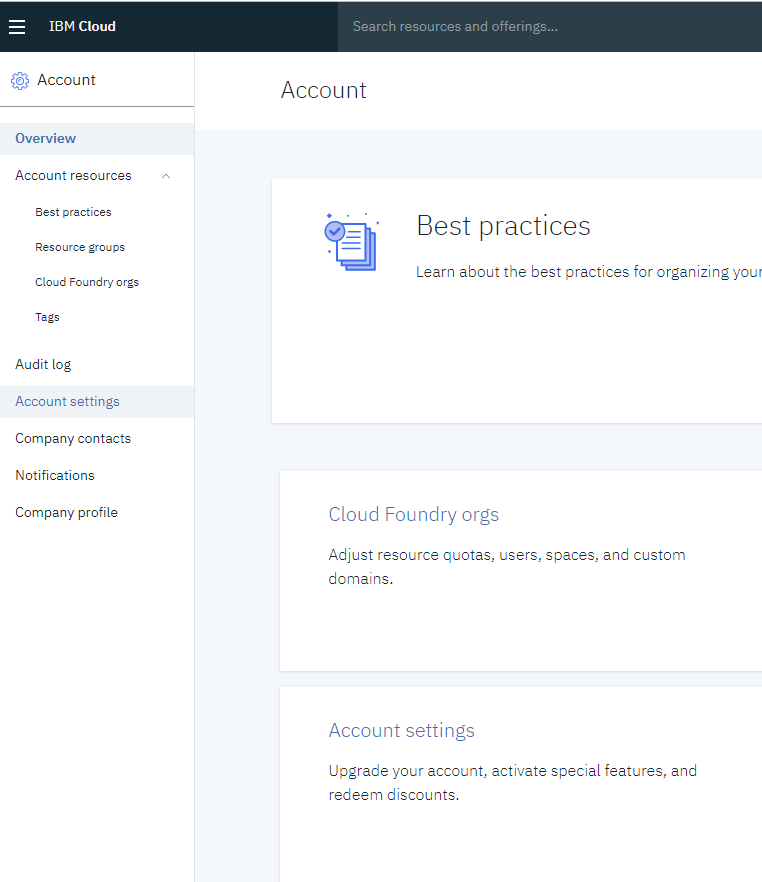 IBM Cloud
Search resources and offerings...
Account
Overview
Account resources
Best practices
Resource groups
Cloud Foundry orgs
Tags
Audit log
Account settings
Company contacts
Notifications
Company profile
Account
Best practices
Learn about the best practices for organizing your
Cloud Foundry orgs
Adjust resource quotas, users, spaces, and custom
domains.
Account settings
Upgrade your account, activate special features, and
redeem discounts.